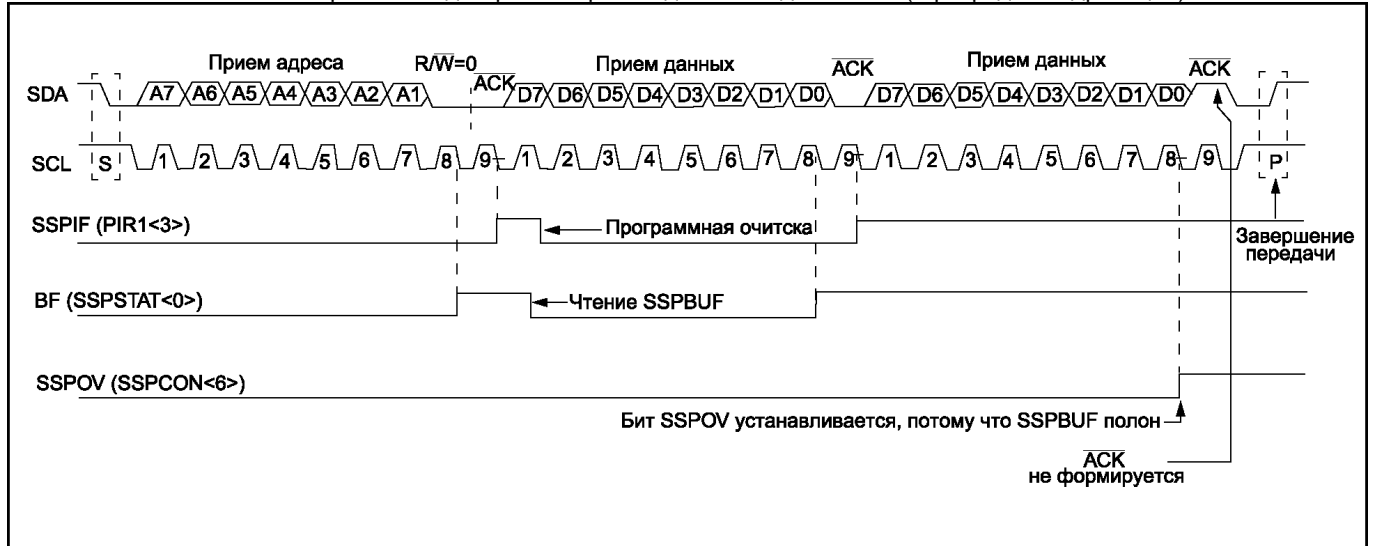 Прием адреса R/W=0 ACK Прием данных ACK Прием данных ACK
SDA A7 A6 A5 A4 A3 A2 A1 D7 D6 D5 D4 D3 D2 D1 D0 D7 D6 D5 D4 D3 D2 D1 D0
SCL S 1 2 3 4 5 6 7 8 9 1 2 3 4 5 6 7 8 9 1 2 3 4 5 6 7 8 9 P
SSPIF (PIR1<3>)
Программная очитска
Завершение
передачи
BF (SSPSTAT<0>)
Чтение SSPBUF
SSPOV (SSPCON<6>)
Бит SSPOV устанавливается, потому что SSPBUF полон
ACK
не формируется